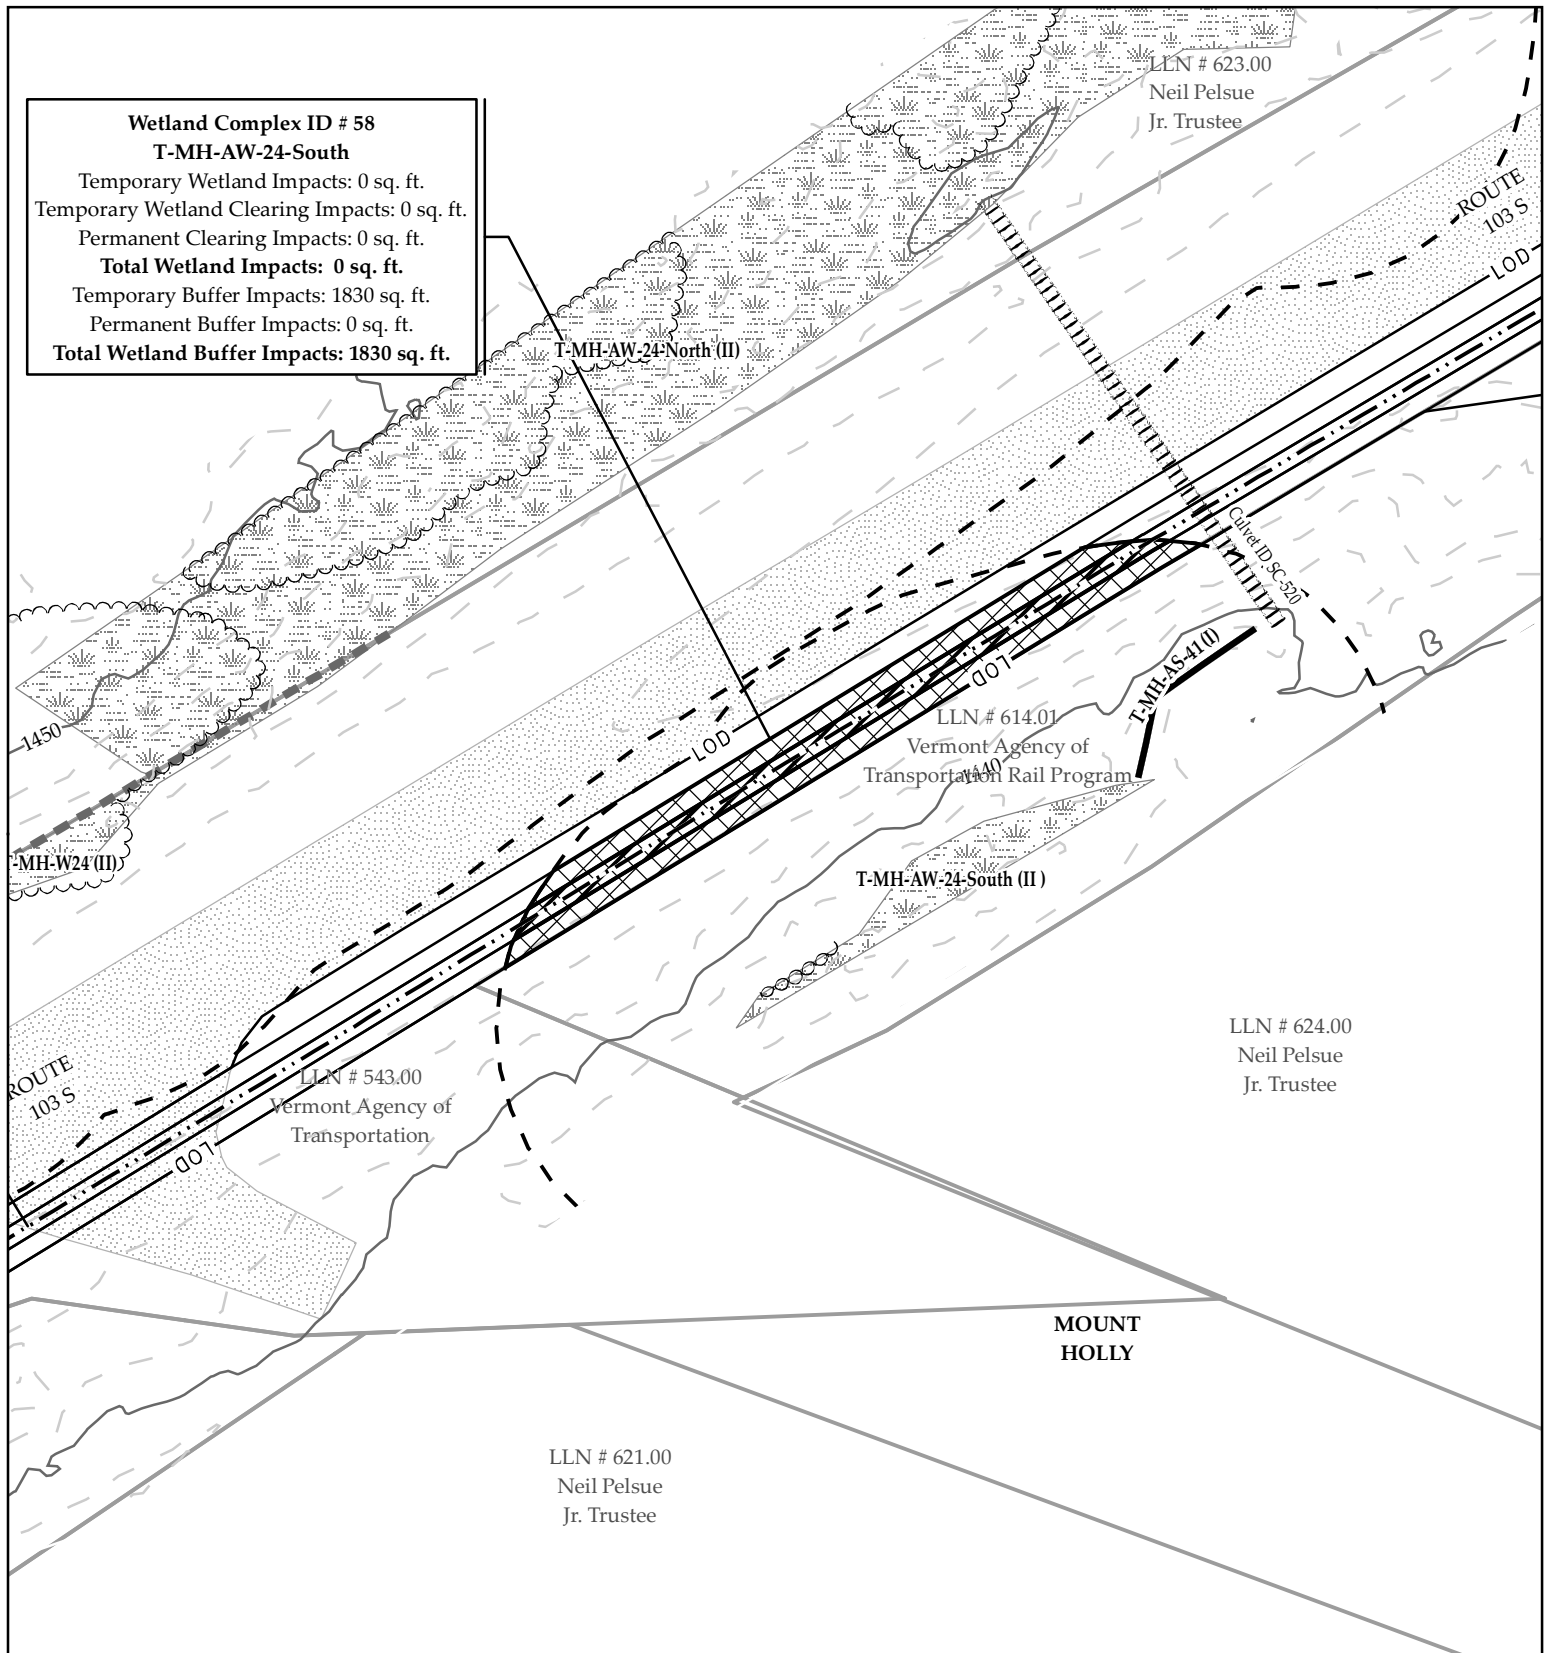 LLN # 623.00
Neil Pelsue
Jr. Trustee
Wetland Complex ID # 58
T-MH-AW-24-South
Temporary Wetland Impacts: 0 sq. ft.
Temporary Wetland Clearing Impacts: 0 sq. ft.
Permanent Clearing Impacts: 0 sq. ft.
Total Wetland Impacts:  0 sq. ft.
Temporary Buffer Impacts: 1830 sq. ft.
Permanent Buffer Impacts: 0 sq. ft.
Total Wetland Buffer Impacts: 1830 sq. ft.
ROUTE
103 S
LOD
T-MH-AW-24-North (II)
Culvet ID SC-520
T-MH-AS-41(I)
LOD
LLN # 614.01
Vermont Agency of
Transportation Rail Program
1440
1450
LOD
T-MH-W24 (II)
T-MH-AW-24-South (II )
LLN # 624.00
Neil Pelsue
Jr. Trustee
ROUTE
103 S
LLN # 543.00
Vermont Agency of
Transportation
LOD
MOUNT
HOLLY
LLN # 621.00
Neil Pelsue
Jr. Trustee